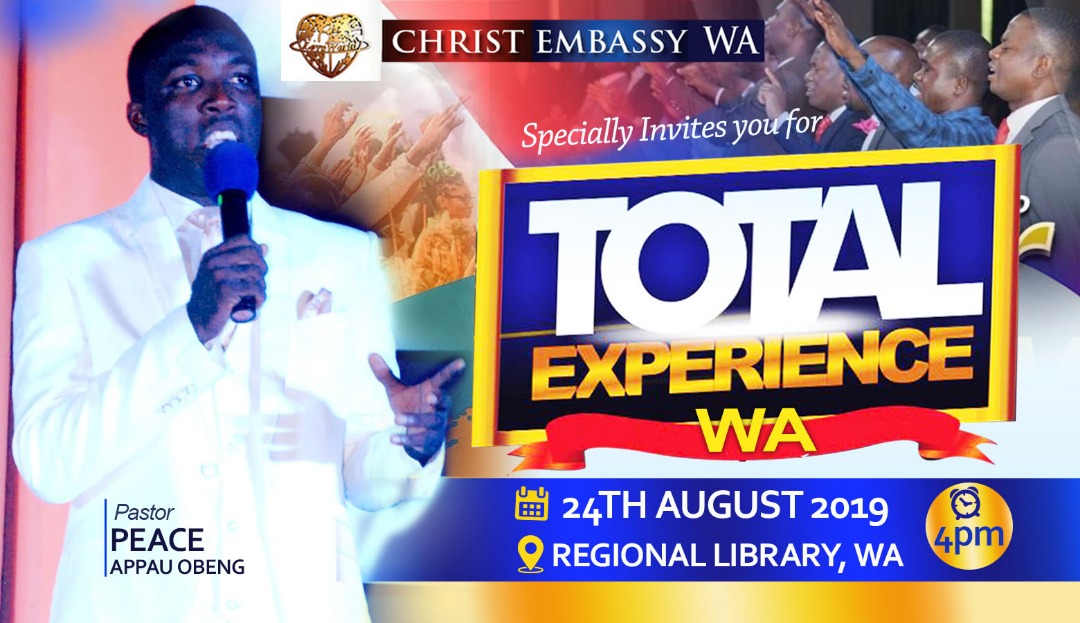 CHRIST EMBASSY WA
Specially Invites you for
TOTAL
EXPERIENCE
WA
24TH AUGUST 2019
4pm
REGIONAL LIBRARY, WA
Pastor
PEACE
APPAU OBENG